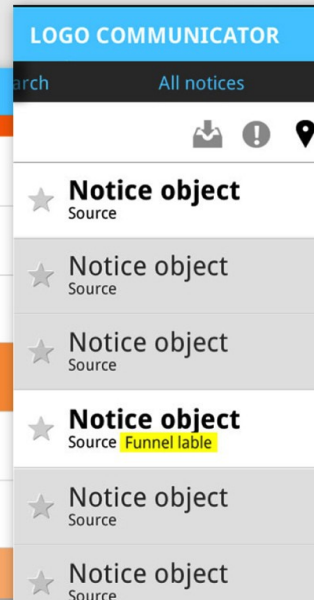 LOGO COMMUNICATOR
arch All notices
Notice object
Source
Notice object
Source
Notice object
Source
Notice object
Source Funnel lable
Notice object
Source
Notice object
Source